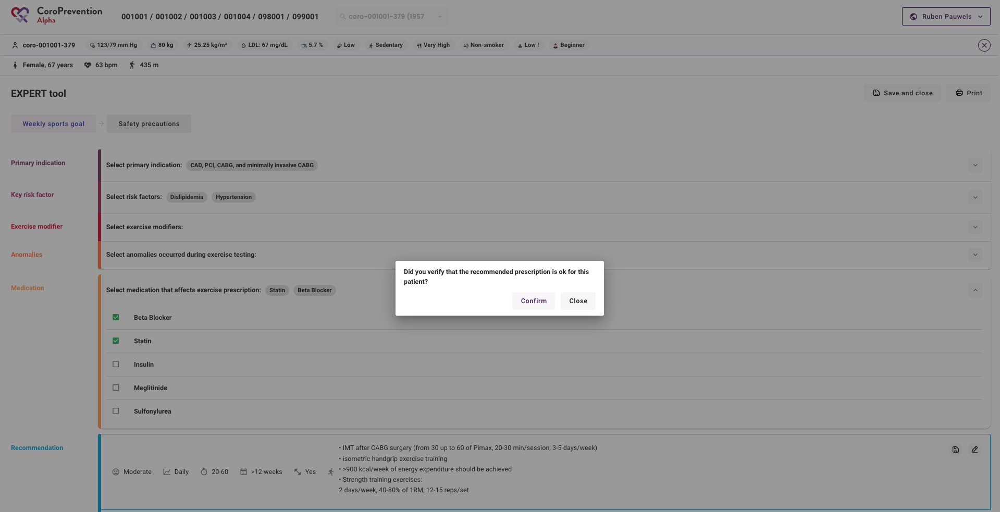 CoroPrevention
Alpha
001001 / 001002 / 001003 / 001004 / 098001 / 099001
coro-001001-379 (1957
Ruben Pauwels
coro-001001-379
123/79 mm Hg
80 kg
25.25 kg/m²
LDL: 67 mg/dL
5.7 %
Low
Sedentary
Very High
Non-smoker
Low !
Beginner
Female, 67 years
63 bpm
435 m
EXPERT tool
Save and close
Print
Weekly sports goal
Safety precautions
Primary indication
Select primary indication: CAD, PCI, CABG, and minimally invasive CABG
Key risk factor
Select risk factors: Dislipidemia Hypertension
Exercise modifier
Select exercise modifiers:
Anomalies
Select anomalies occurred during exercise testing:
Did you verify that the recommended prescription is ok for this
patient?
Confirm
Close
Medication
Select medication that affects exercise prescription: Statin Beta Blocker
Beta Blocker
Statin
Insulin
Meglitinide
Sulfonylurea
Recommendation
Moderate
Daily
20-60
>12 weeks
Yes
• IMT after CABG surgery (from 30 up to 60 of Pimax, 20-30 min/session, 3-5 days/week)
• isometric handgrip exercise training
• >900 kcal/week of energy expenditure should be achieved
• Strength training exercises:
2 days/week, 40-80% of 1RM, 12-15 reps/set